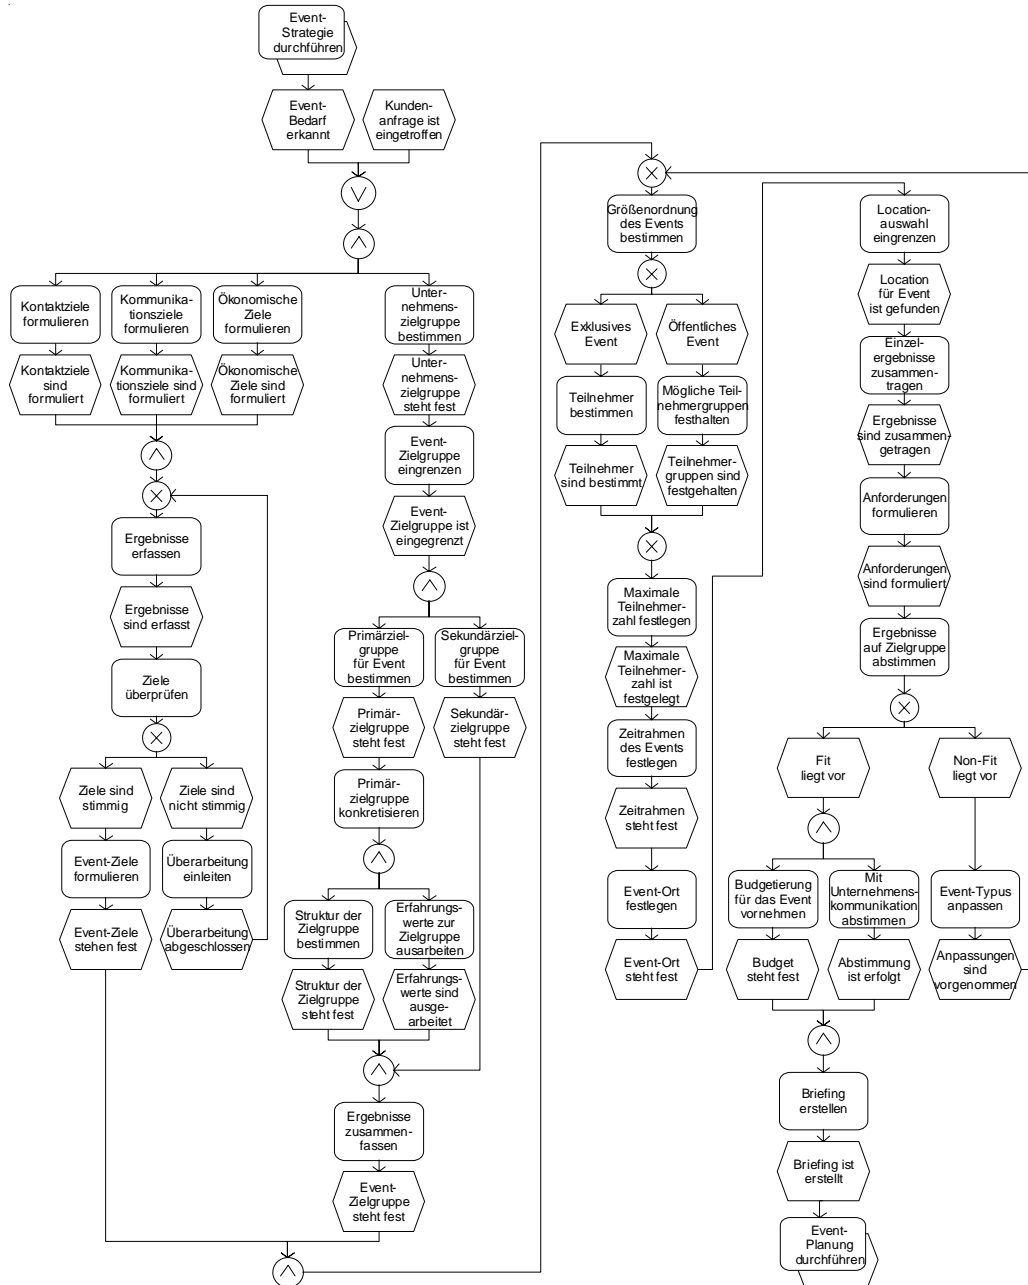 Event-
Strategie
durchführen
Event-
Bedarf
erkannt
Kunden-
anfrage ist
eingetroffen
Kontaktziele
formulieren
Kommunika-
tionsziele
formulieren
Ökonomische
Ziele
formulieren
Unter-
nehmens-
zielgruppe
bestimmen
Kontaktziele
sind
formuliert
Kommunika-
tionsziele sind
formuliert
Ökonomische
Ziele sind
formuliert
Unter-
nehmens-
zielgruppe
steht fest
Event-
Zielgruppe
eingrenzen
Event-
Zielgruppe ist
eingegrenzt
Ergebnisse
erfassen
Ergebnisse
sind erfasst
Ziele
überprüfen
Ziele sind
stimmig
Ziele sind
nicht stimmig
Event-Ziele
formulieren
Überarbeitung
einleiten
Event-Ziele
stehen fest
Überarbeitung
abgeschlossen
Primärziel-
gruppe
für Event
bestimmen
Sekundärziel-
gruppe
für Event
bestimmen
Primär-
zielgruppe
steht fest
Sekundär-
zielgruppe
steht fest
Primär-
zielgruppe
konkretisieren
Struktur der
Zielgruppe
bestimmen
Erfahrungs-
werte zur
Zielgruppe
ausarbeiten
Struktur der
Zielgruppe
steht fest
Erfahrungs-
werte sind
ausge-
arbeitet
Ergebnisse
zusammen-
fassen
Event-
Zielgruppe
steht fest
Größenordnung
des Events
bestimmen
Exklusives
Event
Öffentliches
Event
Teilnehmer
bestimmen
Mögliche Teil-
nehmergruppen
festhalten
Teilnehmer
sind bestimmt
Teilnehmer-
gruppen sind
festgehalten
Maximale
Teilnehmer-
zahl festlegen
Maximale
Teilnehmer-
zahl ist
festgelegt
Zeitrahmen
des Events
festlegen
Zeitrahmen
steht fest
Event-Ort
festlegen
Event-Ort
steht fest
Location-
auswahl
eingrenzen
Location
für Event
ist gefunden
Einzel-
ergebnisse
zusammen-
tragen
Ergebnisse
sind zusammen-
getragen
Anforderungen
formulieren
Anforderungen
sind formuliert
Ergebnisse
auf Zielgruppe
abstimmen
Fit
liegt vor
Non-Fit
liegt vor
Budgetierung
für das Event
vornehmen
Mit
Unternehmens-
kommunikation
abstimmen
Event-Typus
anpassen
Budget
steht fest
Abstimmung
ist erfolgt
Anpassungen
sind
vorgenommen
Briefing
erstellen
Briefing ist
erstellt
Event-
Planung
durchführen